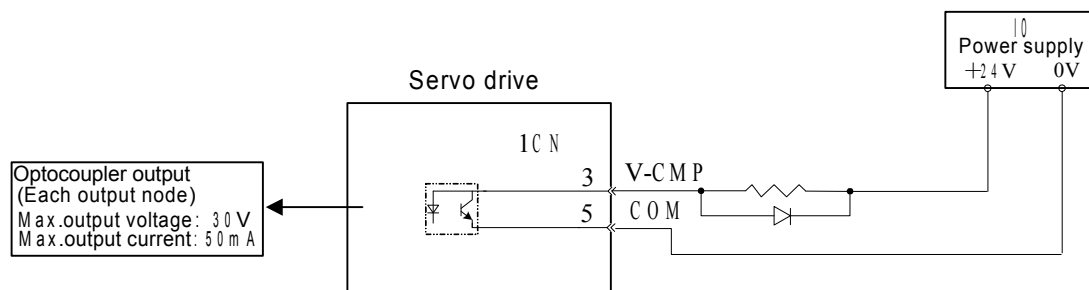 IO
Power supply
+24V 0V
Servo drive
1CN
3 V-CMP
5 COM
Optocoupler output
(Each output node)
Max.output voltage: 30V
Max.output current: 50mA